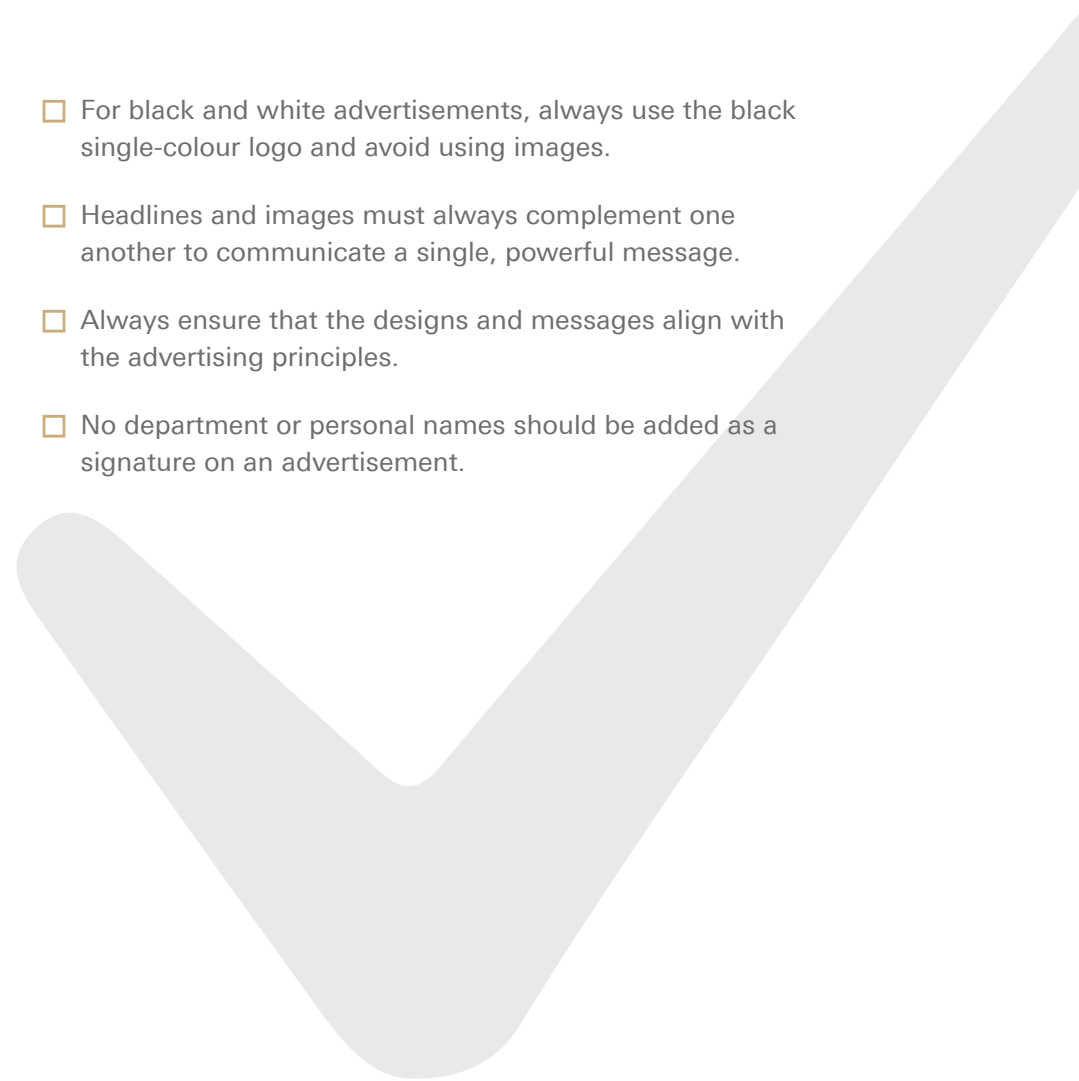 For black and white advertisements, always use the black
single-colour logo and avoid using images.
Headlines and images must always complement one
another to communicate a single, powerful message.
Always ensure that the designs and messages align with
the advertising principles.
No department or personal names should be added as a
signature on an advertisement.